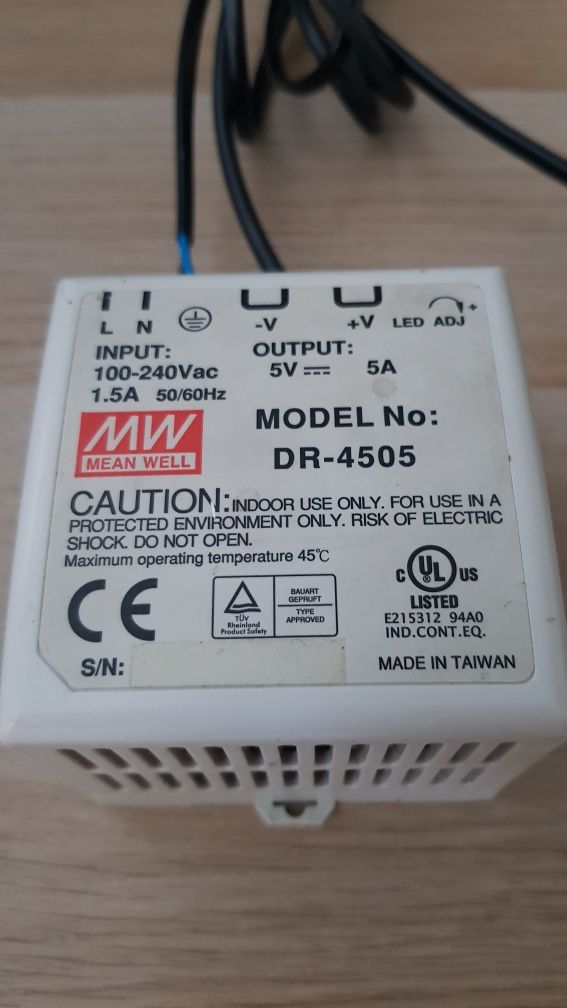 L N -V +V LED ADJ +
INPUT: OUTPUT:
100-240Vac 5V 5A
1.5A 50/60Hz
MW
MEAN WELL
MODEL No:
DR-4505
CAUTION:INDOOR USE ONLY. FOR USE IN A
PROTECTED ENVIRONMENT ONLY. RISK OF ELECTRIC
SHOCK. DO NOT OPEN.
Maximum operating temperature 45℃
CE
TÜV
Rheinland
Product Safety
BAUART
GEPRUFT
TYPE
APPROVED
C UL US
®
LISTED
E215312 94A0
IND.CONT.EQ.
S/N:
MADE IN TAIWAN